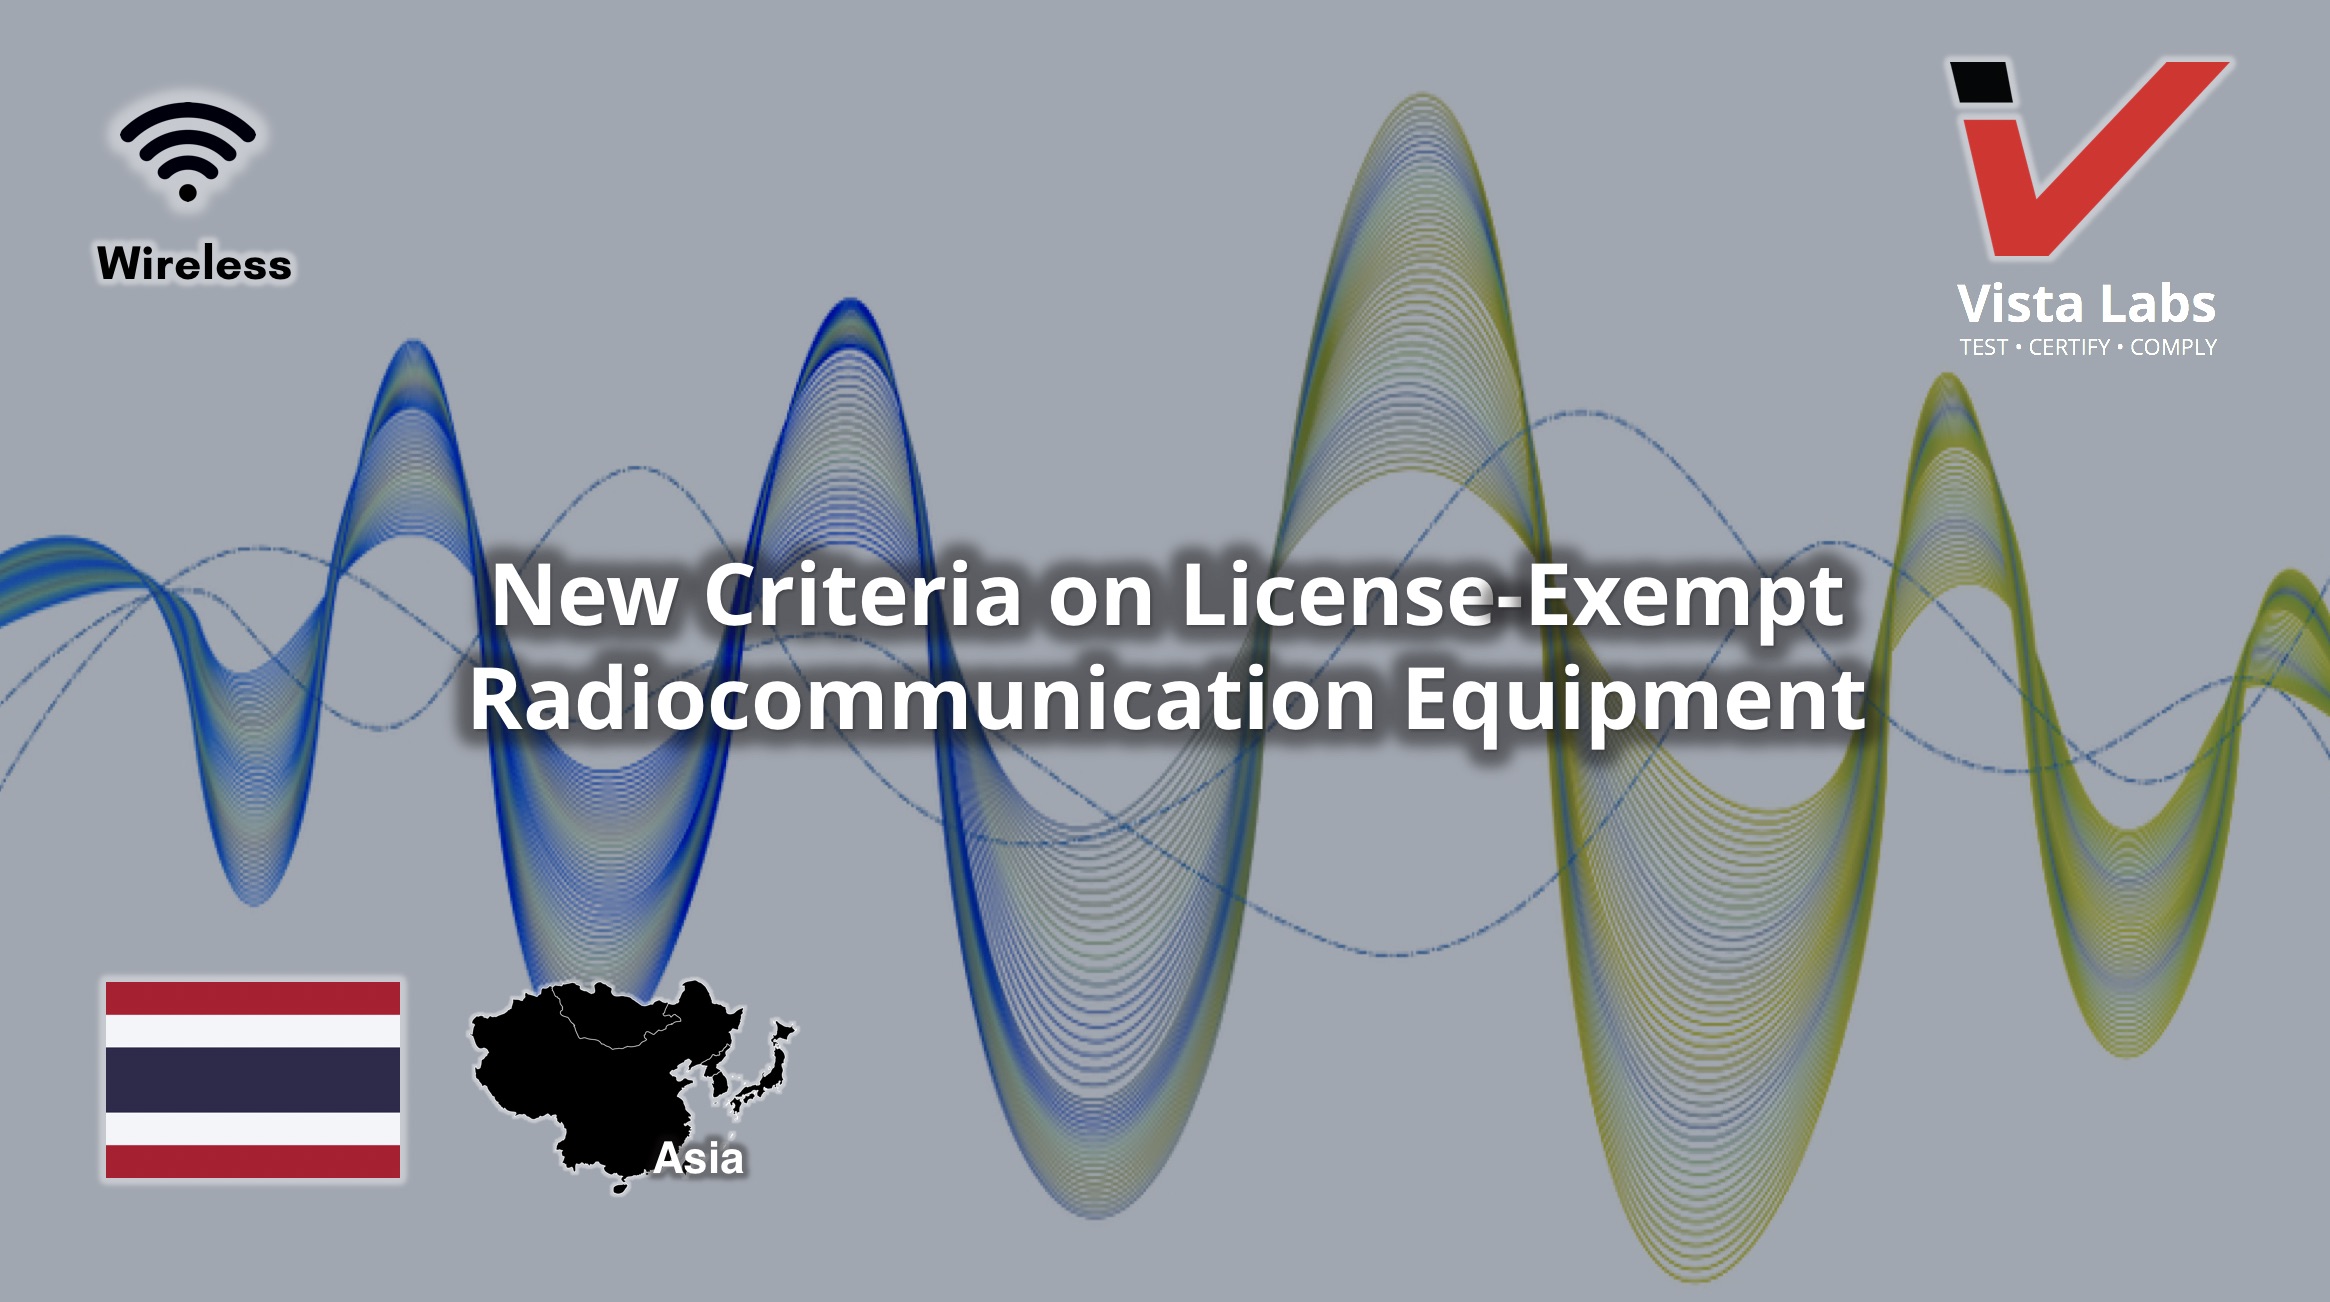 Wireless
Vista Labs
TEST • CERTIFY • COMPLY
New Criteria on License-Exempt
Radiocommunication Equipment
Asia